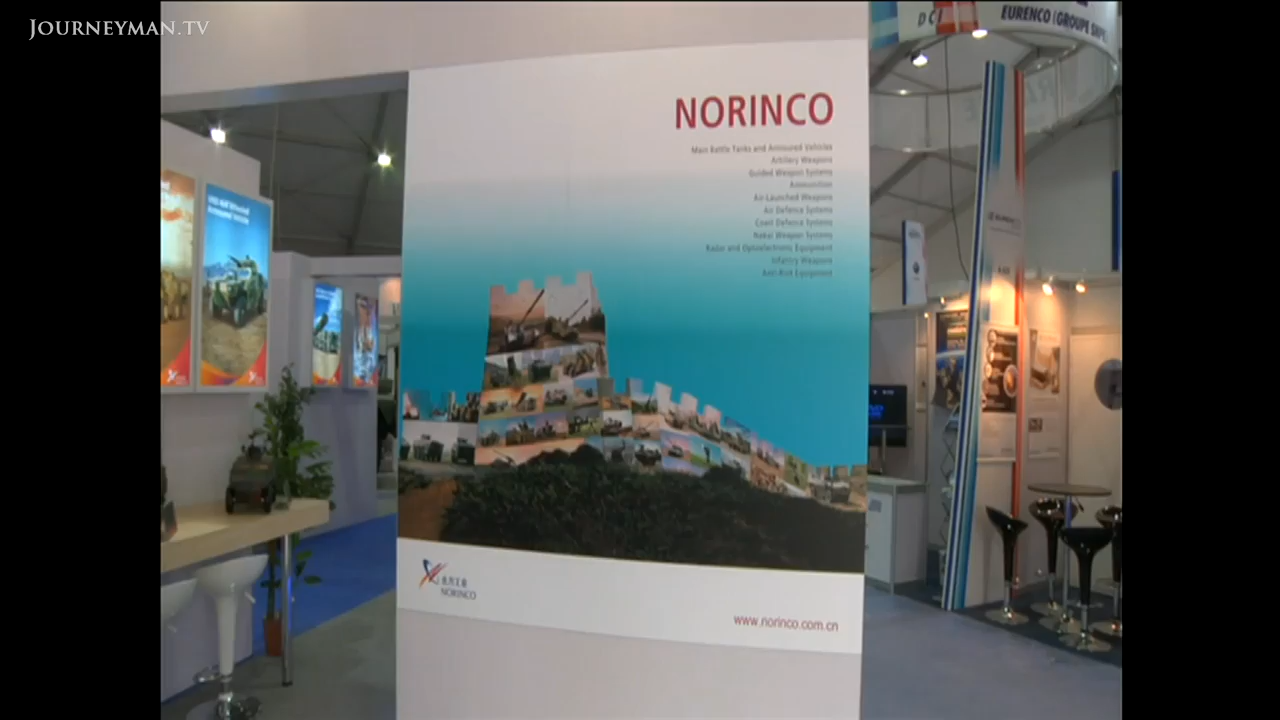 JOURNEYMAN.TV
DCI
EURENCO (GROUPE SNPE)
NORINCO
Main Battle Tanks and Armoured Vehicles
Artillery Weapons
Guided Weapon Systems
Ammunition
Air-Launched Weapons
Air Defence Systems
Coast Defence Systems
Naval Weapon Systems
Radar and Optoelectronic Equipment
Infantry Weapons
Anti-Riot Equipment
NORINCO
www.norinco.com.cn